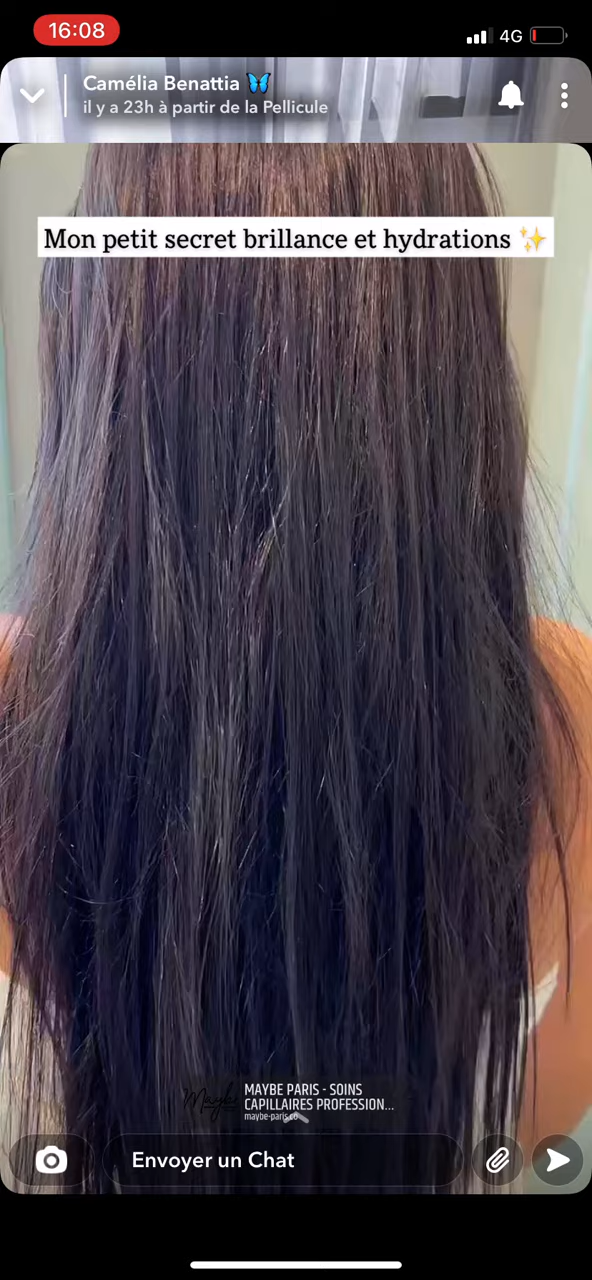 16:08
4G
Camélia Benattia 🦋
il y a 23h à partir de la Pellicule
Mon petit secret brillance et hydrations ✨
Maybe
MAYBE PARIS - SOINS
CAPILLAIRES PROFESSION...
maybe-paris.co
Envoyer un Chat